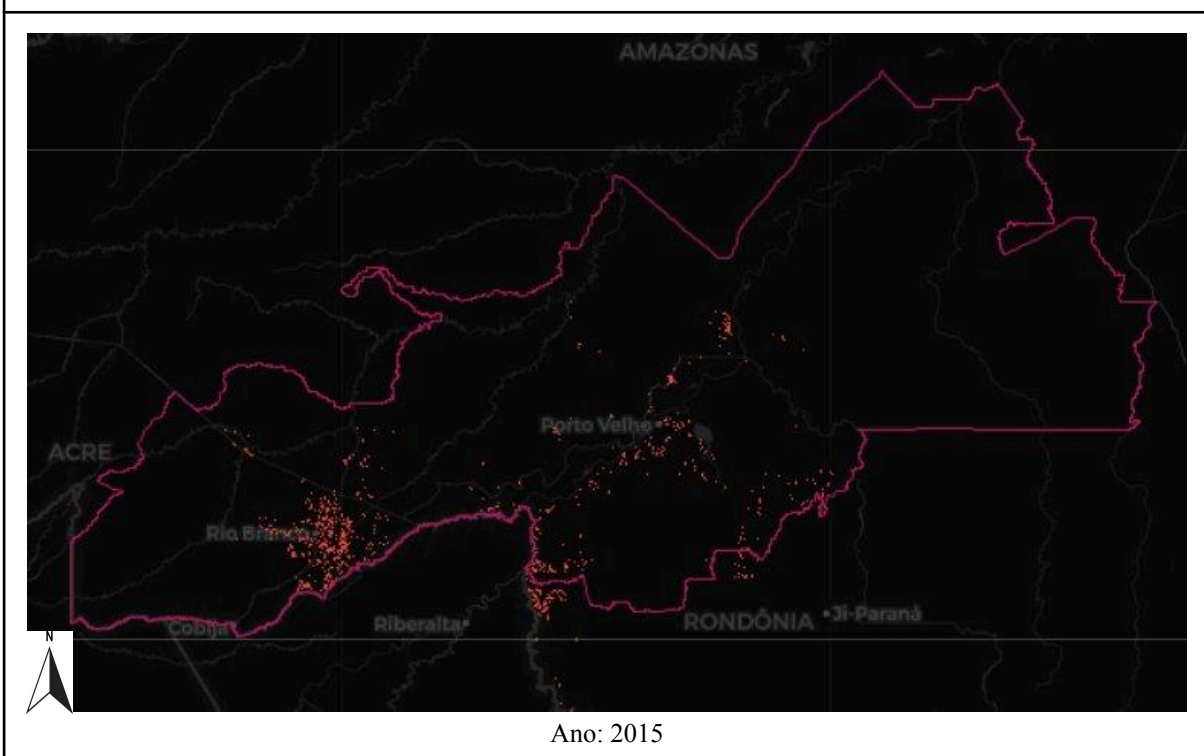 AMAZONAS
ACRE
Porto Velho
Rio Branco
Cobija
Riberalta
RONDÔNIA
Ji-Paraná
N
Ano: 2015